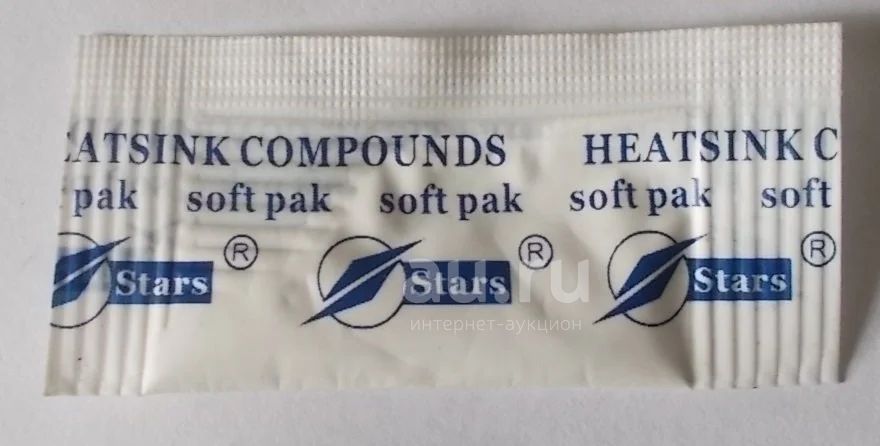 EATSINK COMPOUNDS HEATSINK C
pak soft pak soft pak soft pak soft
Stars ® Stars ® Stars ®
au.ru
интернет-аукцион